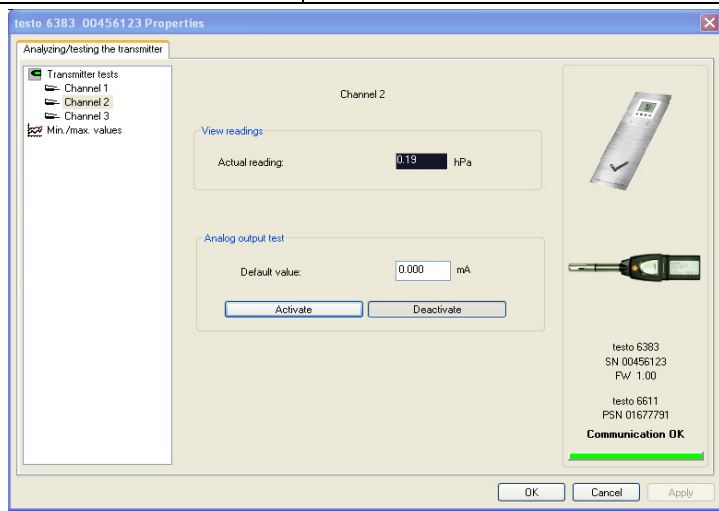 testo 6383 00456123 Properties
Analyzing/testing the transmitter
Transmitter tests
Channel 1
Channel 2
Channel 3
Min./max. values
Channel 2
View readings
Actual reading: 0.19 hPa
Analog output test
Default value: 0.000 mA
Activate Deactivate
testo 6383
SN 00456123
FW 1.00
testo 6611
PSN 01677791
Communication OK
OK Cancel Apply